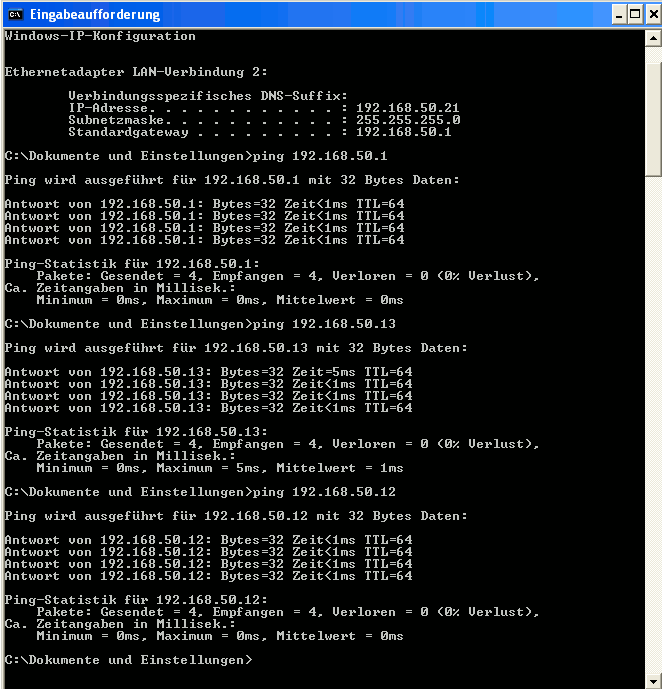 Eingabeaufforderung
Windows-IP-Konfiguration
Ethernetadapter LAN-Verbindung 2:
Verbindungsspezifisches DNS-Suffix:
IP-Adresse. . . . . . . . . . . . : 192.168.50.21
Subnetzmaske. . . . . . . . . . . : 255.255.255.0
Standardgateway . . . . . . . . . : 192.168.50.1
C:\Dokumente und Einstellungen>ping 192.168.50.1
Ping wird ausgeführt für 192.168.50.1 mit 32 Bytes Daten:
Antwort von 192.168.50.1: Bytes=32 Zeit<1ms TTL=64
Antwort von 192.168.50.1: Bytes=32 Zeit<1ms TTL=64
Antwort von 192.168.50.1: Bytes=32 Zeit<1ms TTL=64
Antwort von 192.168.50.1: Bytes=32 Zeit<1ms TTL=64
Ping-Statistik für 192.168.50.1:
Pakete: Gesendet = 4, Empfangen = 4, Verloren = 0 (0% Verlust),
Ca. Zeitangaben in Millisek.:
Minimum = 0ms, Maximum = 0ms, Mittelwert = 0ms
C:\Dokumente und Einstellungen>ping 192.168.50.13
Ping wird ausgeführt für 192.168.50.13 mit 32 Bytes Daten:
Antwort von 192.168.50.13: Bytes=32 Zeit=5ms TTL=64
Antwort von 192.168.50.13: Bytes=32 Zeit<1ms TTL=64
Antwort von 192.168.50.13: Bytes=32 Zeit<1ms TTL=64
Antwort von 192.168.50.13: Bytes=32 Zeit<1ms TTL=64
Ping-Statistik für 192.168.50.13:
Pakete: Gesendet = 4, Empfangen = 4, Verloren = 0 (0% Verlust),
Ca. Zeitangaben in Millisek.:
Minimum = 0ms, Maximum = 5ms, Mittelwert = 1ms
C:\Dokumente und Einstellungen>ping 192.168.50.12
Ping wird ausgeführt für 192.168.50.12 mit 32 Bytes Daten:
Antwort von 192.168.50.12: Bytes=32 Zeit<1ms TTL=64
Antwort von 192.168.50.12: Bytes=32 Zeit<1ms TTL=64
Antwort von 192.168.50.12: Bytes=32 Zeit<1ms TTL=64
Antwort von 192.168.50.12: Bytes=32 Zeit<1ms TTL=64
Ping-Statistik für 192.168.50.12:
Pakete: Gesendet = 4, Empfangen = 4, Verloren = 0 (0% Verlust),
Ca. Zeitangaben in Millisek.:
Minimum = 0ms, Maximum = 0ms, Mittelwert = 0ms
C:\Dokumente und Einstellungen>